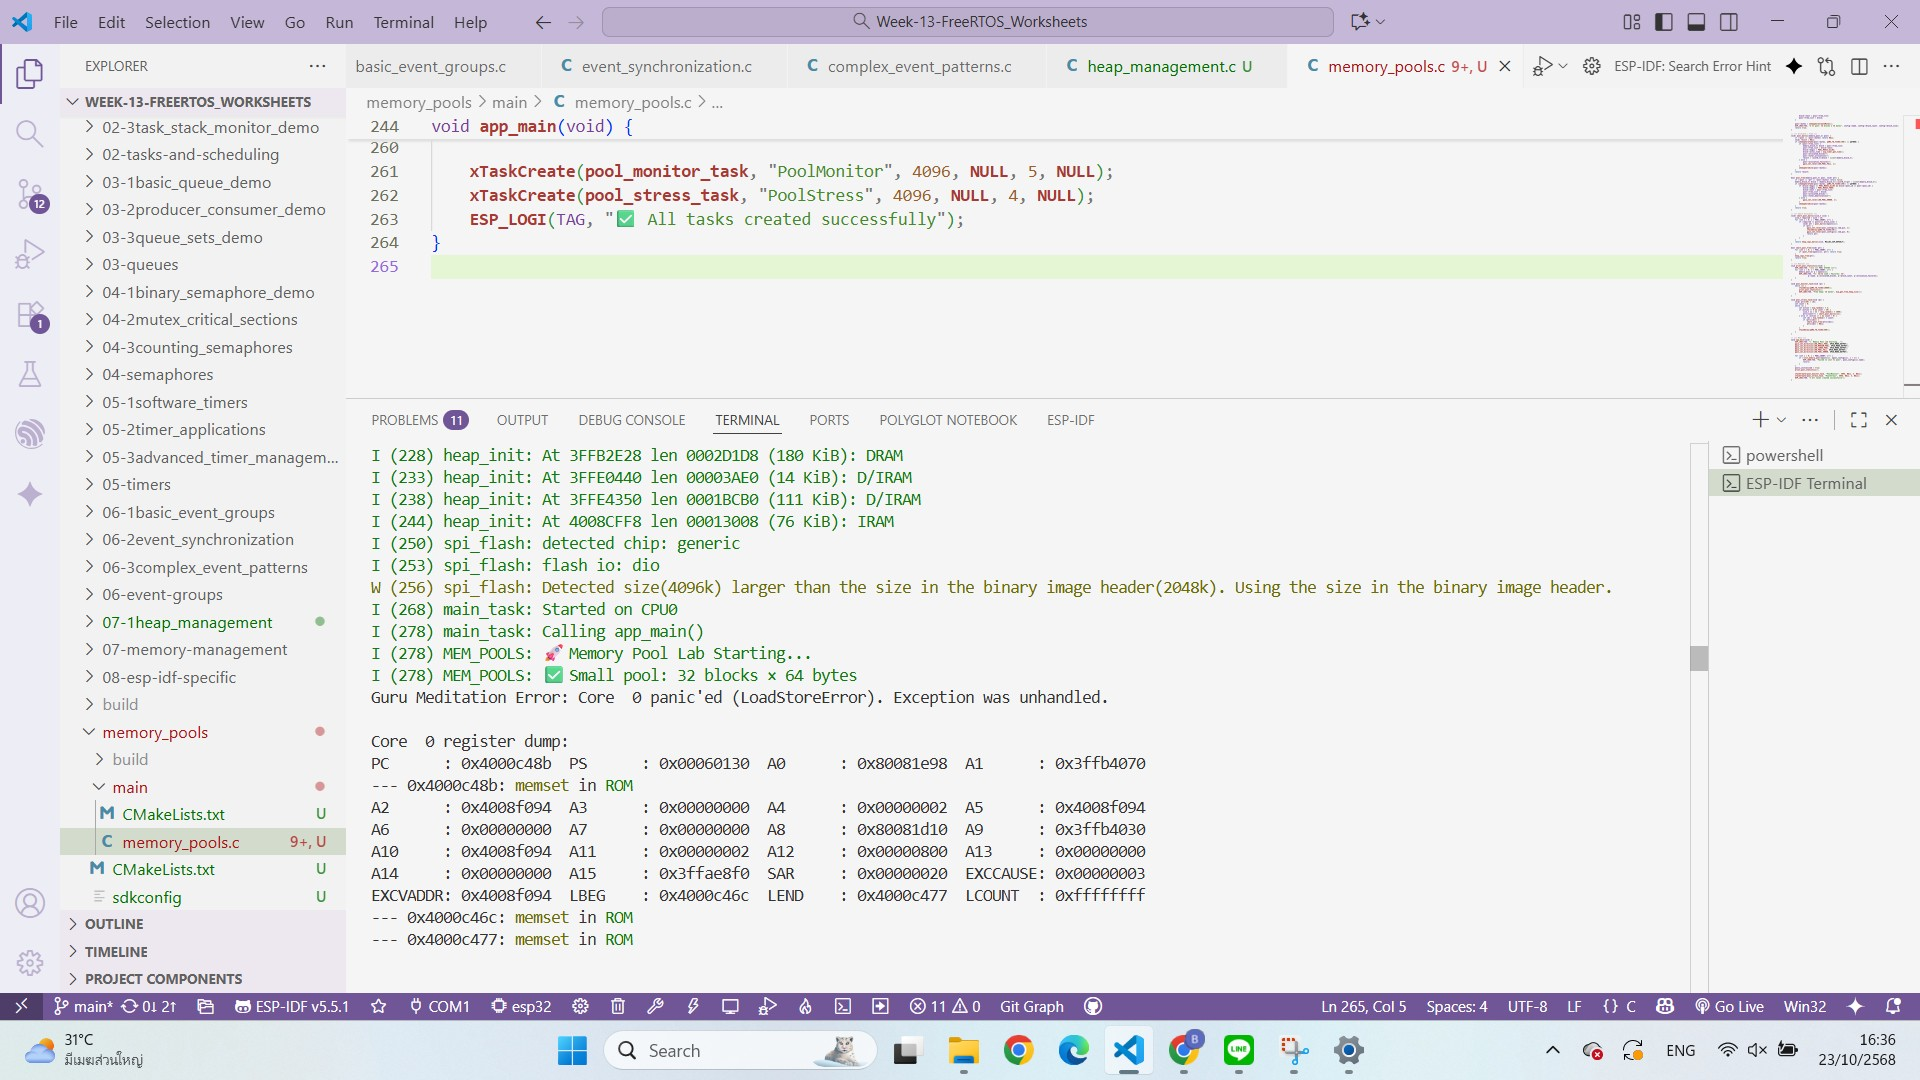 File Edit Selection View Go Run Terminal Help
Week-13-FreeRTOS_Worksheets
EXPLORER
basic_event_groups.c
C event_synchronization.c
C complex_event_patterns.c
C heap_management.c U
C memory_pools.c 9+, U
ESP-IDF: Search Error Hint
WEEK-13-FREERTOS_WORKSHEETS
02-3task_stack_monitor_demo
02-tasks-and-scheduling
03-1basic_queue_demo
03-2producer_consumer_demo
03-3queue_sets_demo
03-queues
04-1binary_semaphore_demo
04-2mutex_critical_sections
04-3counting_semaphores
04-semaphores
05-1software_timers
05-2timer_applications
05-3advanced_timer_managem...
05-timers
06-1basic_event_groups
06-2event_synchronization
06-3complex_event_patterns
06-event-groups
07-1heap_management
07-memory-management
08-esp-idf-specific
build
memory_pools
build
main
M CMakeLists.txt U
C memory_pools.c 9+, U
M CMakeLists.txt U
sdkconfig U
OUTLINE
TIMELINE
PROJECT COMPONENTS
12
1
memory_pools > main > C memory_pools.c > ...
244 void app_main(void) {
260
261 xTaskCreate(pool_monitor_task, "PoolMonitor", 4096, NULL, 5, NULL);
262 xTaskCreate(pool_stress_task, "PoolStress", 4096, NULL, 4, NULL);
263 ESP_LOGI(TAG, "✅ All tasks created successfully");
264 }
265
PROBLEMS 11 OUTPUT DEBUG CONSOLE TERMINAL PORTS POLYGLOT NOTEBOOK ESP-IDF
powershell
ESP-IDF Terminal
I (228) heap_init: At 3FFB2E28 len 0002D1D8 (180 KiB): DRAM
I (233) heap_init: At 3FFE0440 len 00003AE0 (14 KiB): D/IRAM
I (238) heap_init: At 3FFE4350 len 0001BCB0 (111 KiB): D/IRAM
I (244) heap_init: At 4008CFF8 len 00013008 (76 KiB): IRAM
I (250) spi_flash: detected chip: generic
I (253) spi_flash: flash io: dio
W (256) spi_flash: Detected size(4096k) larger than the size in the binary image header(2048k). Using the size in the binary image header.
I (268) main_task: Started on CPU0
I (278) main_task: Calling app_main()
I (278) MEM_POOLS: 🚀 Memory Pool Lab Starting...
I (278) MEM_POOLS: ✅ Small pool: 32 blocks × 64 bytes
Guru Meditation Error: Core  0 panic'ed (LoadStoreError). Exception was unhandled.
Core  0 register dump:
PC : 0x4000c48b PS : 0x00060130 A0 : 0x80081e98 A1 : 0x3ffb4070
--- 0x4000c48b: memset in ROM
A2 : 0x4008f094 A3 : 0x00000000 A4 : 0x00000002 A5 : 0x4008f094
A6 : 0x00000000 A7 : 0x00000000 A8 : 0x80081d10 A9 : 0x3ffb4030
A10 : 0x4008f094 A11 : 0x00000002 A12 : 0x00000800 A13 : 0x00000000
A14 : 0x00000000 A15 : 0x3ffae8f0 SAR : 0x00000020 EXCCAUSE: 0x00000003
EXCVADDR: 0x4008f094 LBEG : 0x4000c46c LEND : 0x4000c477 LCOUNT : 0xffffffff
--- 0x4000c46c: memset in ROM
--- 0x4000c477: memset in ROM
main* 0↓ 2↑ ESP-IDF v5.5.1 COM1 esp32 11 0 Git Graph Ln 265, Col 5 Spaces: 4 UTF-8 LF {} C Go Live Win32
31°C
มีเมฆส่วนใหญ่
Search
B
LINE
ENG
16:36
23/10/2568